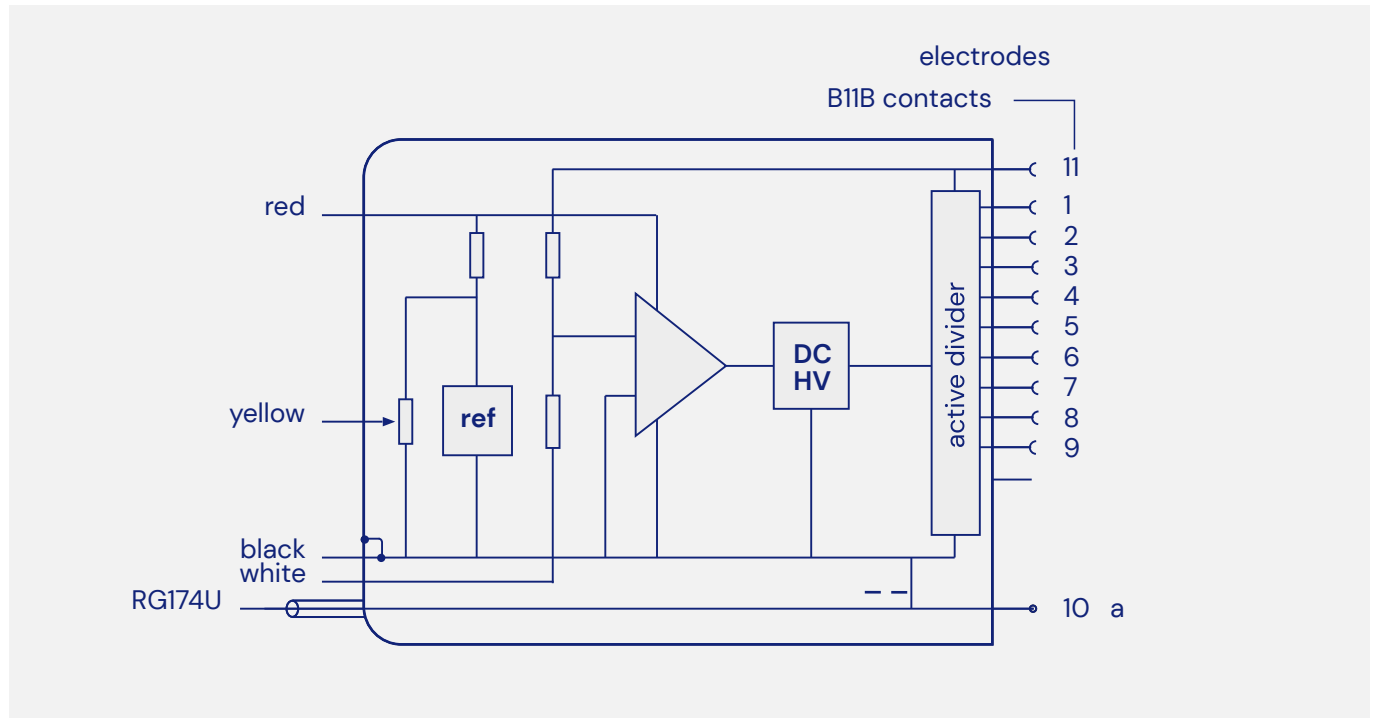 electrodes
B11B contacts
11
red
1
2
3
4
5
6
7
8
9
active divider
DC
HV
yellow
ref
black
white
RG174U
10 a